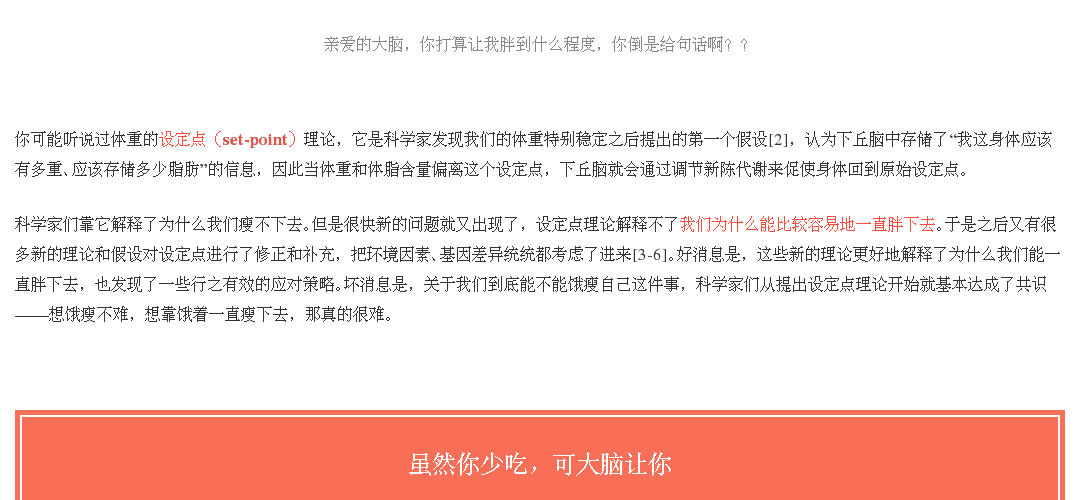 亲爱的大脑，你打算让我胖到什么程度，你倒是给句话啊？？
你可能听说过体重的设定点（set-point）理论，它是科学家发现我们的体重特别稳定之后提出的第一个假设[2]，认为下丘脑中存储了“我这身体应该
有多重、应该存储多少脂肪”的信息，因此当体重和体脂含量偏离这个设定点，下丘脑就会通过调节新陈代谢来促使身体回到原始设定点。
科学家们靠它解释了为什么我们瘦不下去。但是很快新的问题就又出现了，设定点理论解释不了我们为什么能比较容易地一直胖下去。于是之后又有很
多新的理论和假设对设定点进行了修正和补充，把环境因素、基因差异统统都考虑了进来[3-6]。好消息是，这些新的理论更好地解释了为什么我们能一
直胖下去，也发现了一些行之有效的应对策略。坏消息是，关于我们到底能不能饿瘦自己这件事，科学家们从提出设定点理论开始就基本达成了共识
——想饿瘦不难，想靠饿着一直瘦下去，那真的很难。
虽然你少吃，可大脑让你